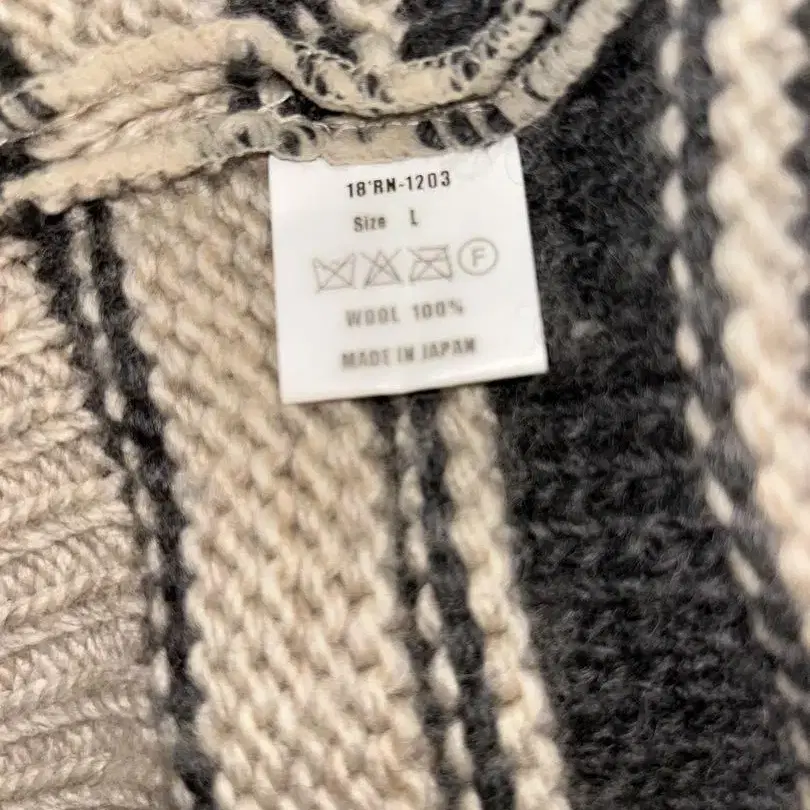 18'RN-1203
Size L
F
WOOL 100%
MADE IN JAPAN